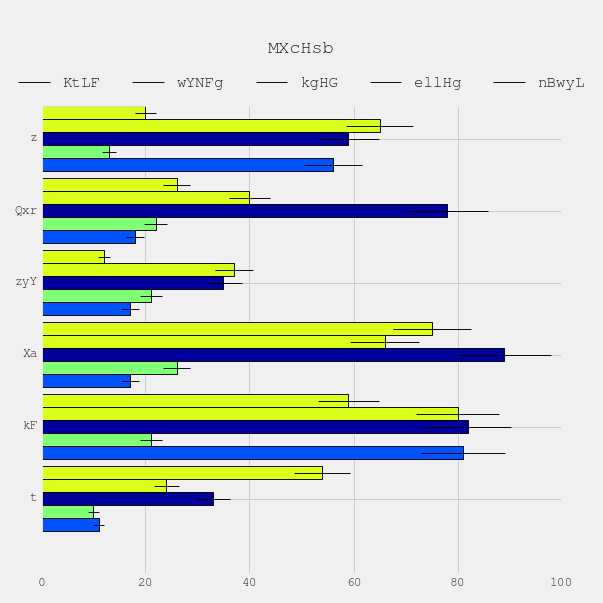 MXcHsb
KtLF wYNFg kgHG ellHg nBwyL
z
Qxr
zyY
Xa
kF
t
0 20 40 60 80 100